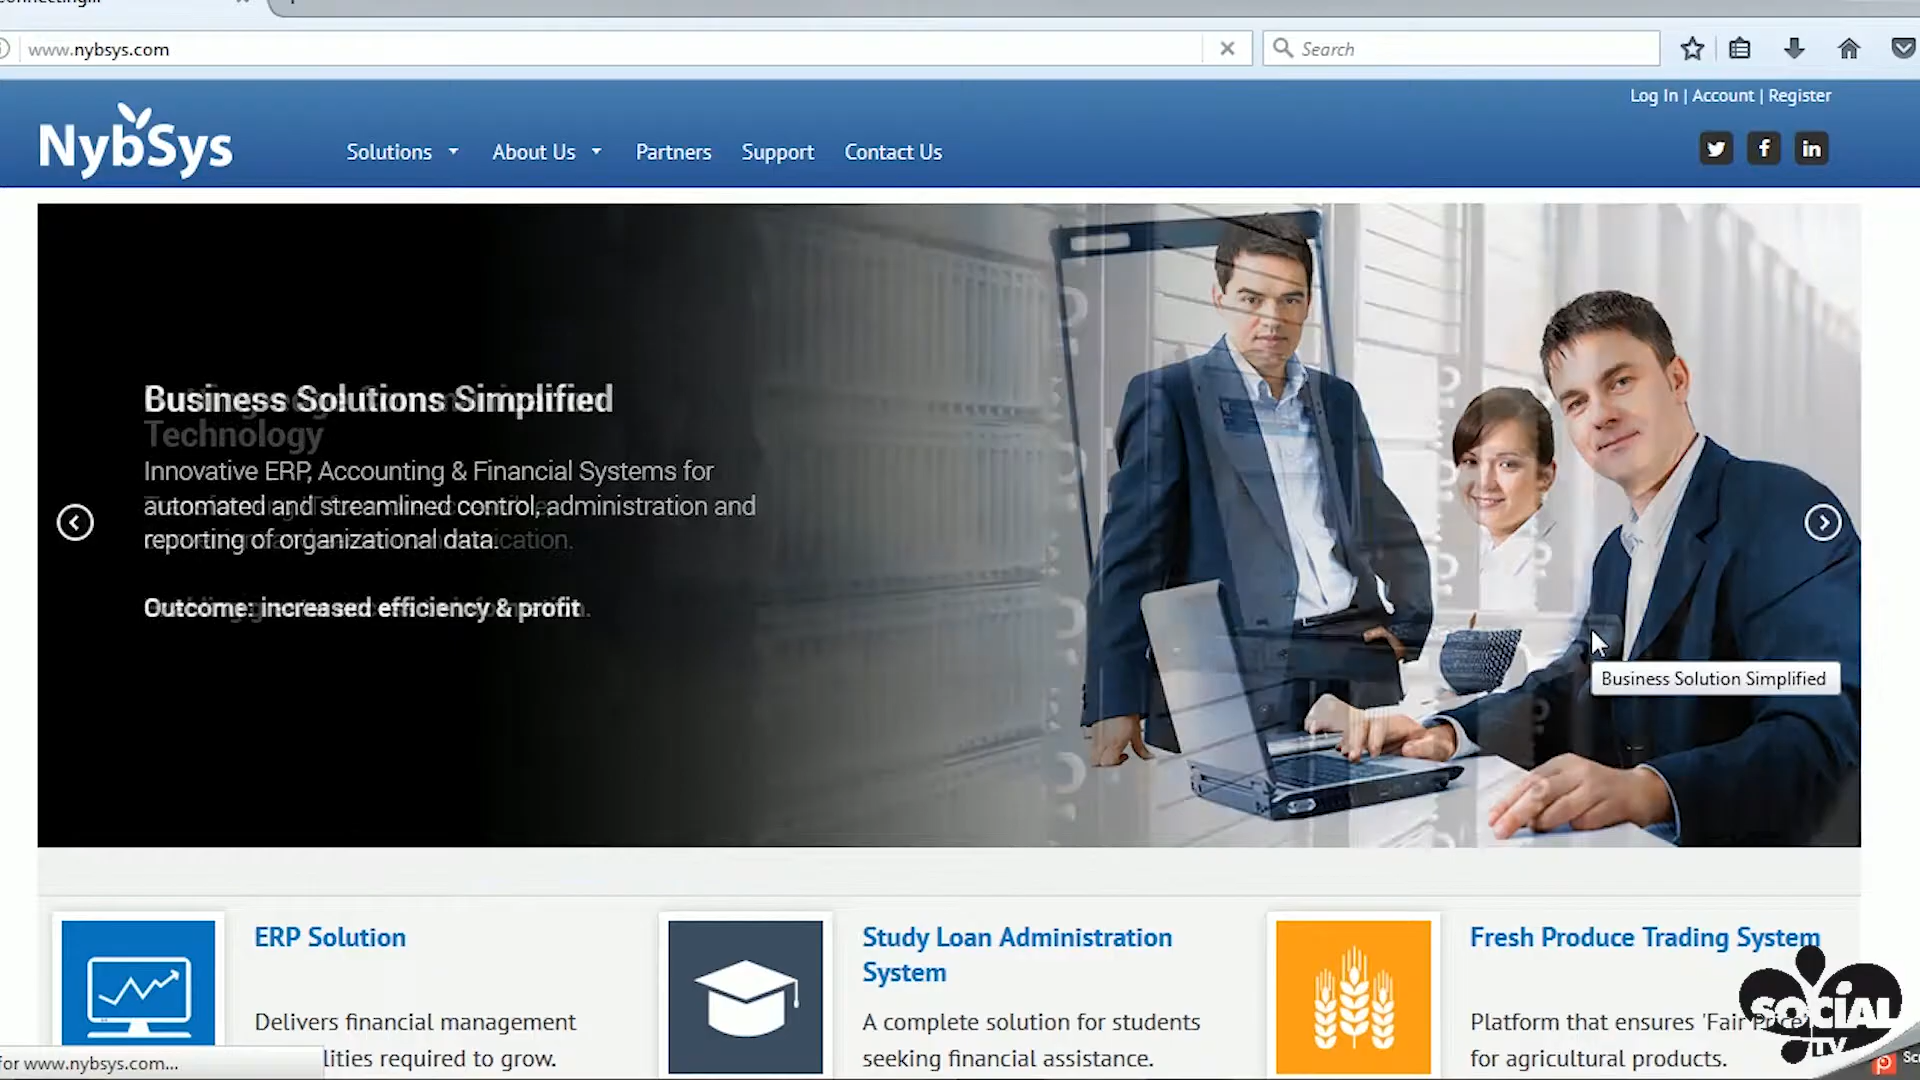 www.nybsys.com
Search
Log In | Account | Register
NybSys
Solutions
About Us
Partners
Support
Contact Us
Business Solutions Simplified
Technology
Innovative ERP, Accounting & Financial Systems for
automated and streamlined control, administration and
reporting of organizational data.
Outcome: increased efficiency & profit
Business Solution Simplified
ERP Solution
Delivers financial management
lities required to grow.
Study Loan Administration
System
A complete solution for students
seeking financial assistance.
Fresh Produce Trading System
Platform that ensures 'Fair Price'
for agricultural products.
for www.nybsys.com...
SOCiAL